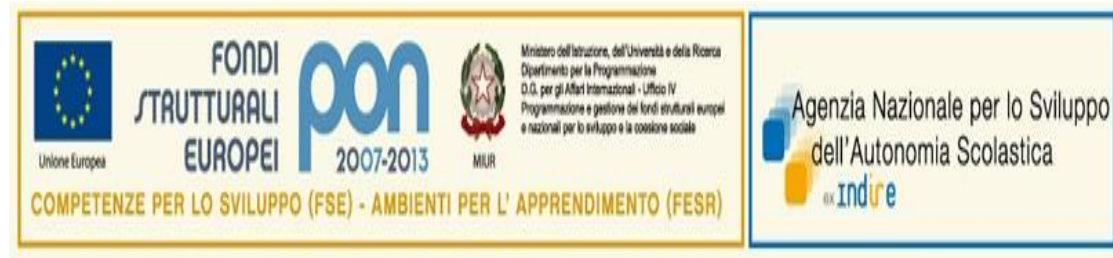 Unione Europea
FONDI
STRUTTURALI
EUROPEI
pon
2007-2013
MIUR
Ministero dell'Istruzione, dell'Università e della Ricerca
Dipartimento per la Programmazione
D.G. per gli Affari Internazionali - Ufficio IV
Programmazione e gestione dei fondi strutturali europei
e nazionali per lo sviluppo e la coesione sociale
COMPETENZE PER LO SVILUPPO (FSE) - AMBIENTI PER L' APPRENDIMENTO (FESR)
Agenzia Nazionale per lo Sviluppo
dell'Autonomia Scolastica
ex Indire